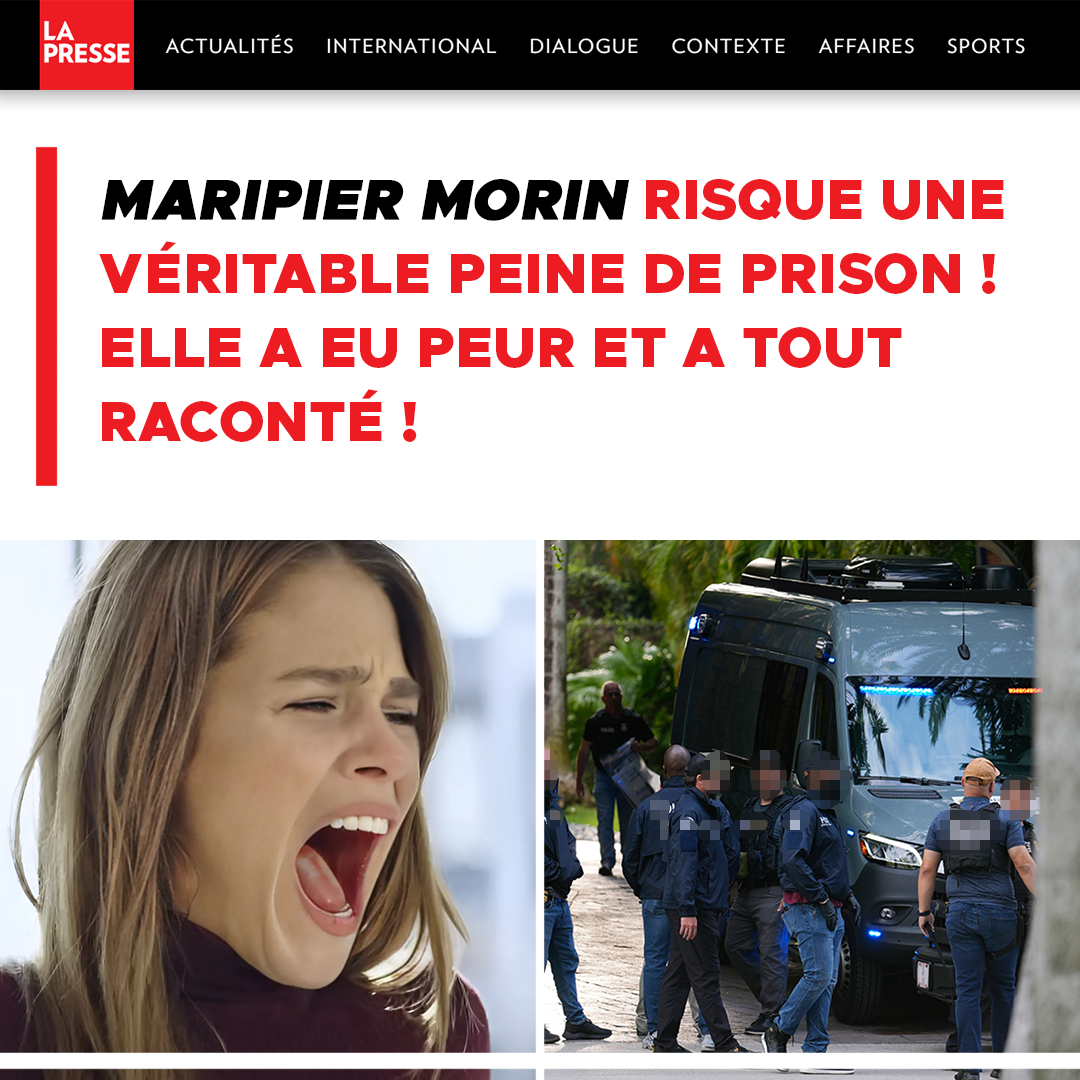 LA PRESSE
ACTUALITÉS INTERNATIONAL DIALOGUE CONTEXTE AFFAIRES SPORTS
MARIPIER MORIN RISQUE UNE
VÉRITABLE PEINE DE PRISON !
ELLE A EU PEUR ET A TOUT
RACONTÉ !
POLICE